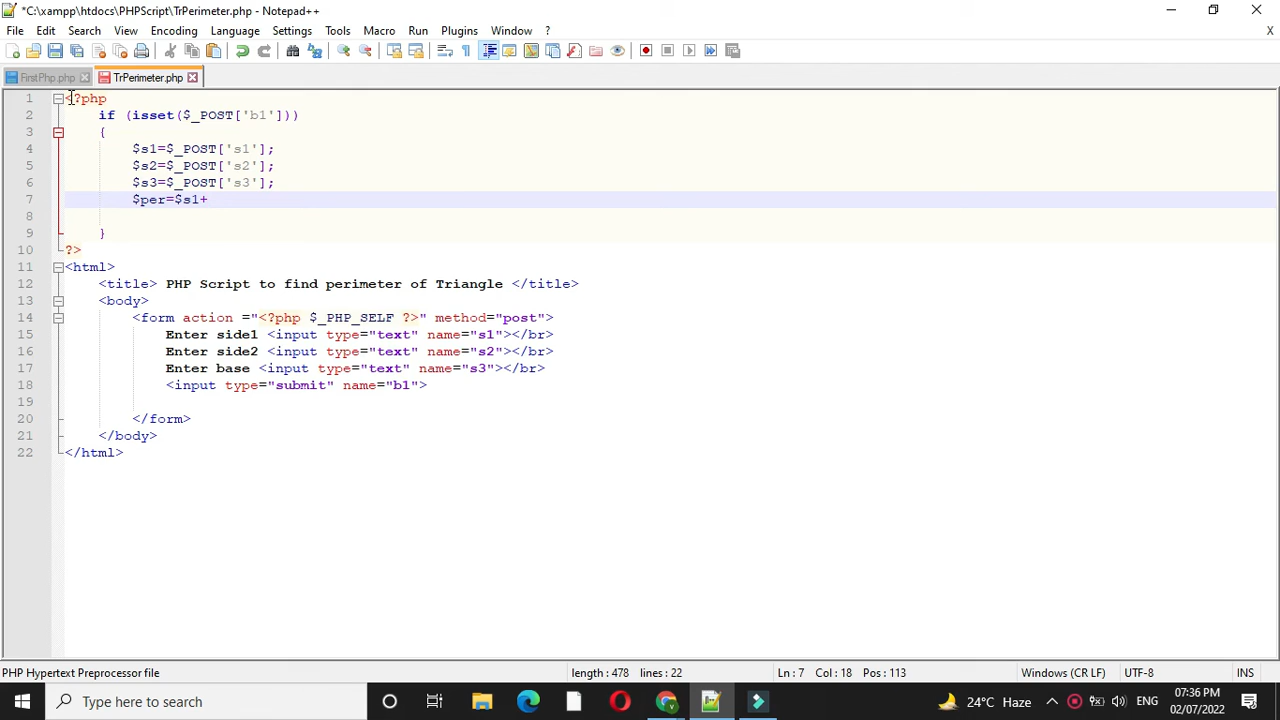 *C:\xampp\htdocs\PHPScript\TrPerimeter.php - Notepad++
File Edit Search View Encoding Language Settings Tools Macro Run Plugins Window ? X
FirstPhp.php TrPerimeter.php
1 <?php
2 if (isset($_POST['b1']))
3 {
4 $s1=$_POST['s1'];
5 $s2=$_POST['s2'];
6 $s3=$_POST['s3'];
7 $per=$s1+
8
9 }
10 ?>
11 <html>
12 <title> PHP Script to find perimeter of Triangle </title>
13 <body>
14 <form action ="<?php $_PHP_SELF ?>" method="post">
15 Enter side1 <input type="text" name="s1"></br>
16 Enter side2 <input type="text" name="s2"></br>
17 Enter base <input type="text" name="s3"></br>
18 <input type="submit" name="b1">
19
20 </form>
21 </body>
22 </html>
PHP Hypertext Preprocessor file length : 478 lines : 22 Ln : 7 Col : 18 Pos : 113 Windows (CR LF) UTF-8 INS
Type here to search 24°C Haze ENG 07:36 PM
02/07/2022